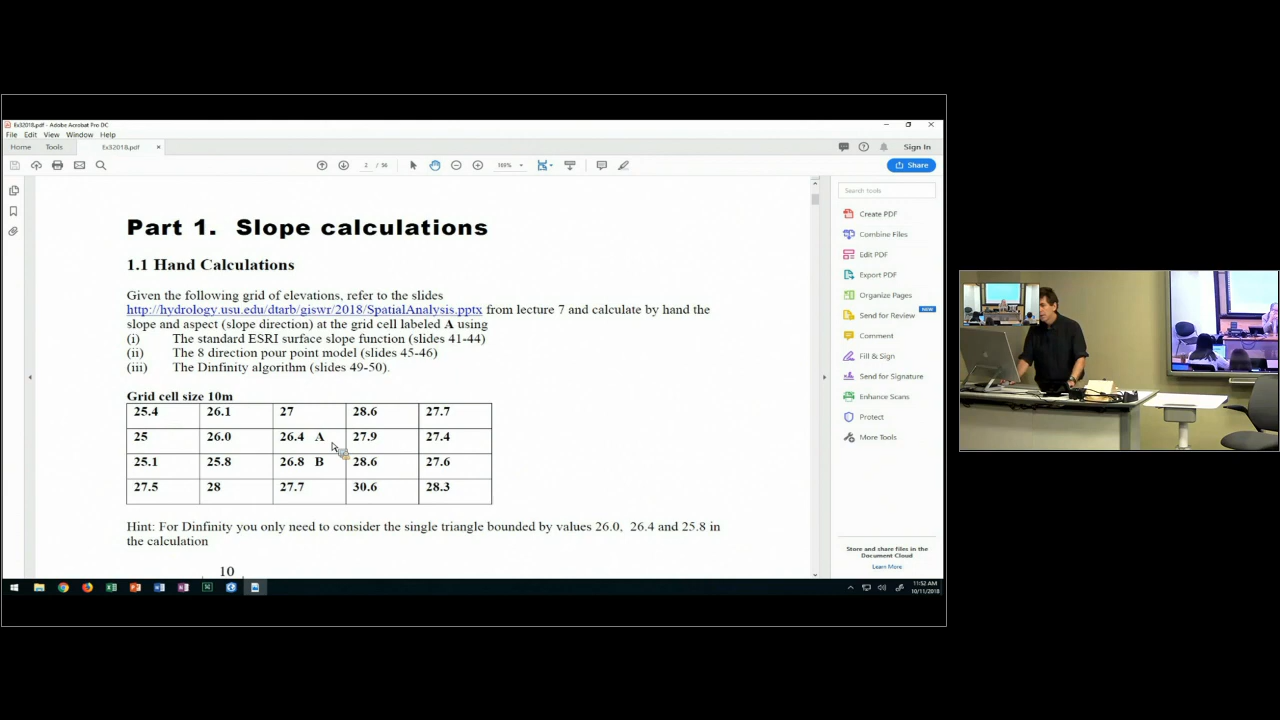 Ex32018.pdf - Adobe Acrobat Pro DC
File Edit View Window Help
Home Tools Ex32018.pdf × Sign In
2 / 56 160% Share
Part 1. Slope calculations
1.1 Hand Calculations
Given the following grid of elevations, refer to the slides
http://hydrology.usu.edu/dtarb/giswr/2018/SpatialAnalysis.pptx from lecture 7 and calculate by hand the
slope and aspect (slope direction) at the grid cell labeled A using
(i) The standard ESRI surface slope function (slides 41-44)
(ii) The 8 direction pour point model (slides 45-46)
(iii) The Dinfinity algorithm (slides 49-50).
Grid cell size 10m
25.4 26.1 27 28.6 27.7
25 26.0 26.4 A 27.9 27.4
25.1 25.8 26.8 B 28.6 27.6
27.5 28 27.7 30.6 28.3
Hint: For Dinfinity you only need to consider the single triangle bounded by values 26.0, 26.4 and 25.8 in
the calculation
10
Search tools
Create PDF
Combine Files
Edit PDF
Export PDF
Organize Pages
Send for Review NEW
Comment
Fill & Sign
Send for Signature
Enhance Scans
Protect
More Tools
Store and share files in the
Document Cloud
Learn More
11:52 AM
10/11/2018